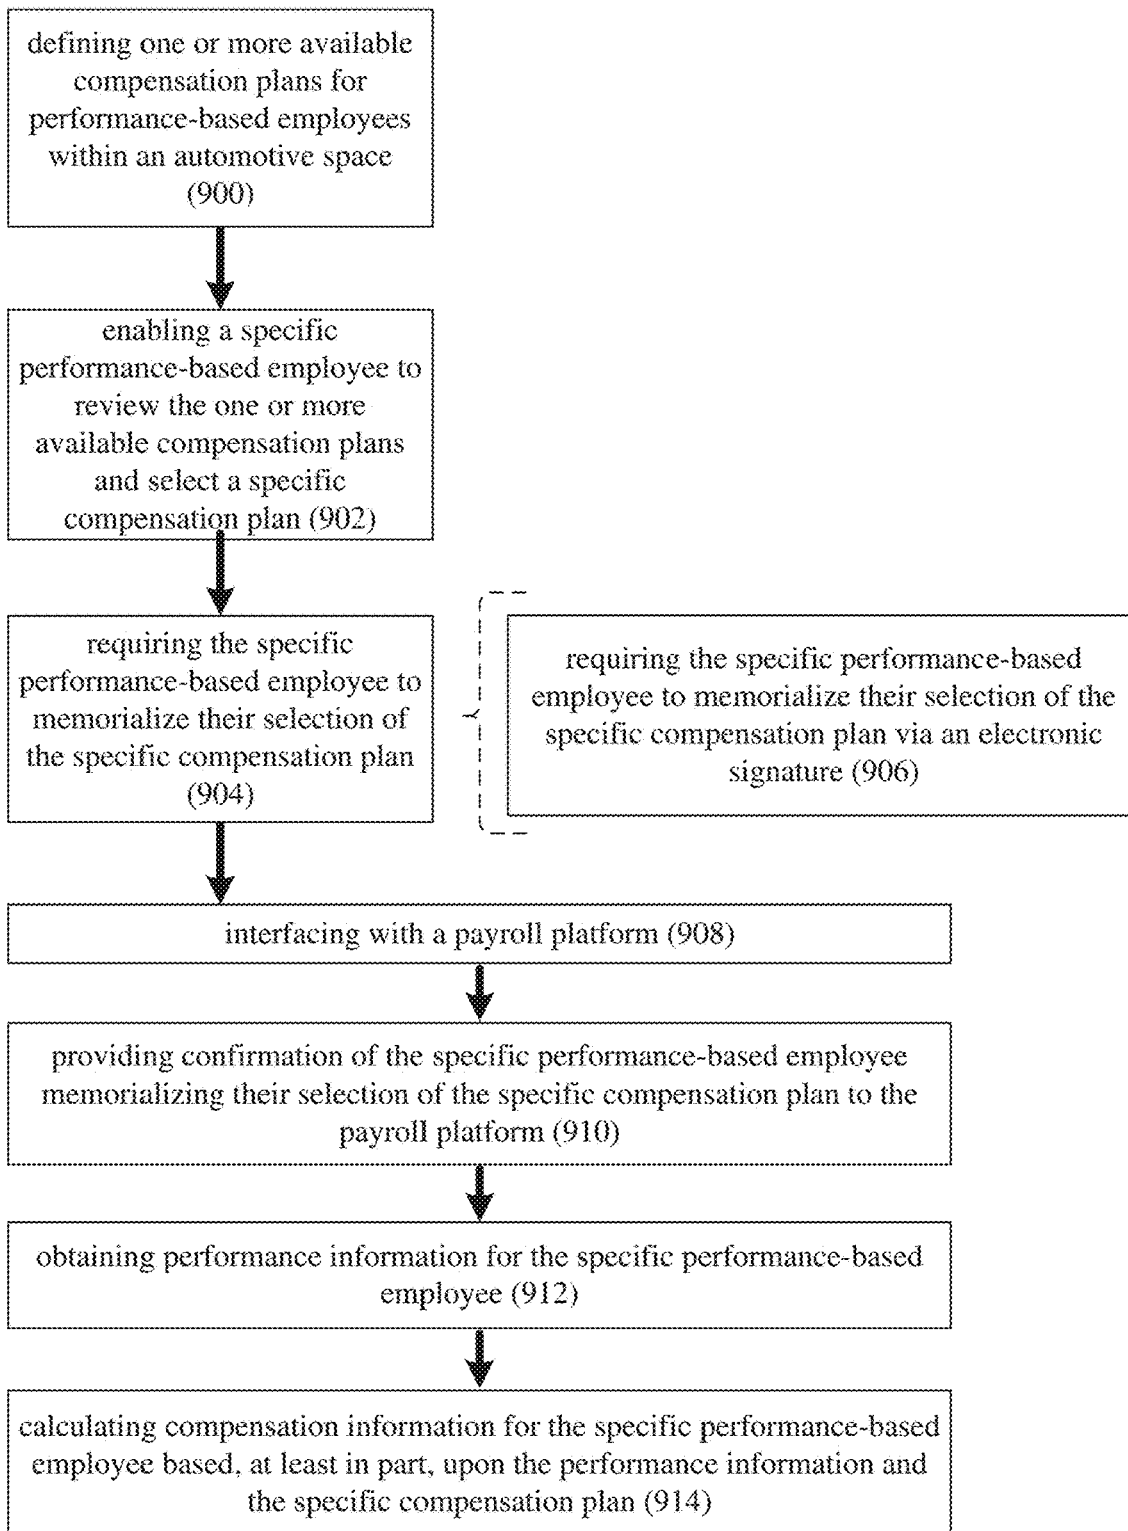 defining one or more available
compensation plans for
performance-based employees
within an automotive space
(900)
enabling a specific
performance-based employee to
review the one or more
available compensation plans
and select a specific
compensation plan (902)
requiring the specific
performance-based employee to
memorialize their selection of
the specific compensation plan
(904)
requiring the specific performance-based
employee to memorialize their selection of the
specific compensation plan via an electronic
signature (906)
interfacing with a payroll platform (908)
providing confirmation of the specific performance-based employee
memorializing their selection of the specific compensation plan to the
payroll platform (910)
obtaining performance information for the specific performance-based
employee (912)
calculating compensation information for the specific performance-based
employee based, at least in part, upon the performance information and
the specific compensation plan (914)